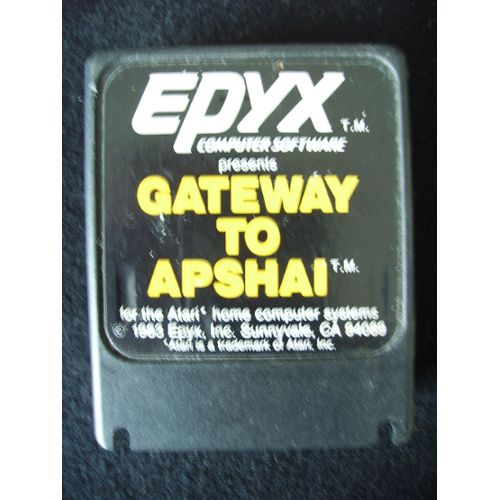 EPYX T.M.
COMPUTER SOFTWARE
presents
GATEWAY
TO
APSHAI T.M.
for the Atari* home computer systems
© 1983 Epyx, Inc. Sunnyvale, CA 94089
*Atari is a trademark of Atari, Inc.